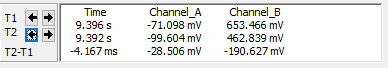 Time Channel_A Channel_B
T1 9.396 s -71.098 mV 653.466 mV
T2 9.392 s -99.604 mV 462.839 mV
T2-T1 -4.167 ms -28.506 mV -190.627 mV